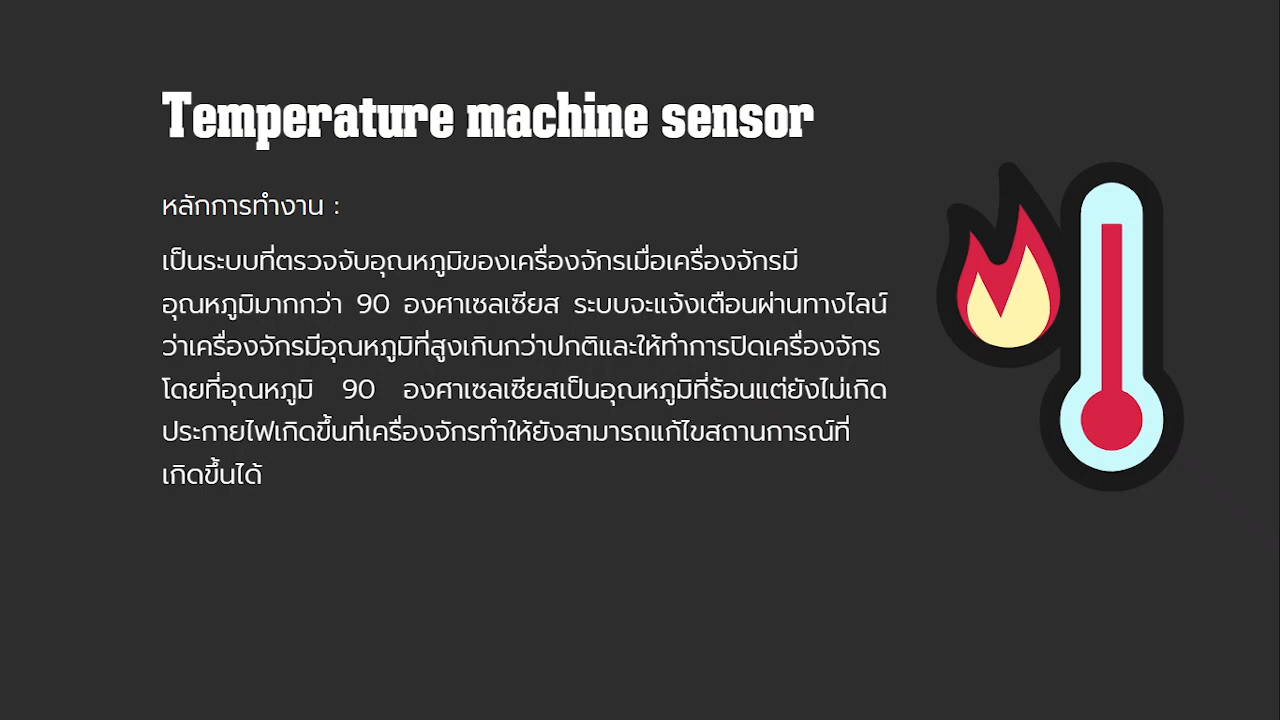 Temperature machine sensor
หลักการทำงาน :
เป็นระบบที่ตรวจจับอุณหภูมิของเครื่องจักรเมื่อเครื่องจักรมี
อุณหภูมิมากกว่า 90 องศาเซลเซียส ระบบจะแจ้งเตือนผ่านทางไลน์
ว่าเครื่องจักรมีอุณหภูมิที่สูงเกินกว่าปกติและให้ทำการปิดเครื่องจักร
โดยที่อุณหภูมิ 90 องศาเซลเซียสเป็นอุณหภูมิที่ร้อนแต่ยังไม่เกิด
ประกายไฟเกิดขึ้นที่เครื่องจักรทำให้ยังสามารถแก้ไขสถานการณ์ที่
เกิดขึ้นได้